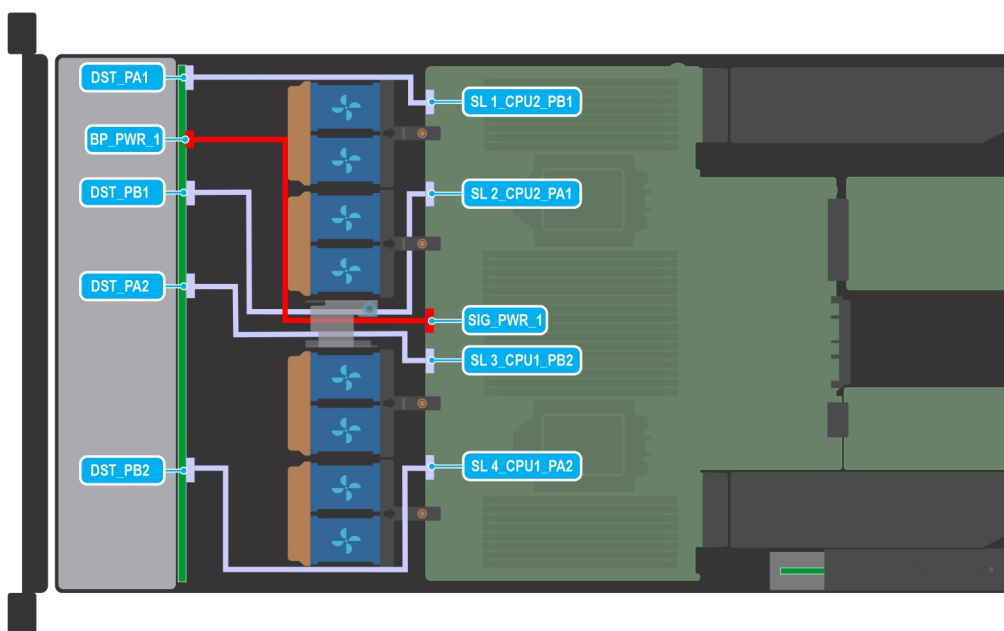 DST_PA1
BP_PWR_1
DST_PB1
DST_PA2
DST_PB2
SL 1_CPU2_PB1
SL 2_CPU2_PA1
SIG_PWR_1
SL 3_CPU1_PB2
SL 4_CPU1_PA2